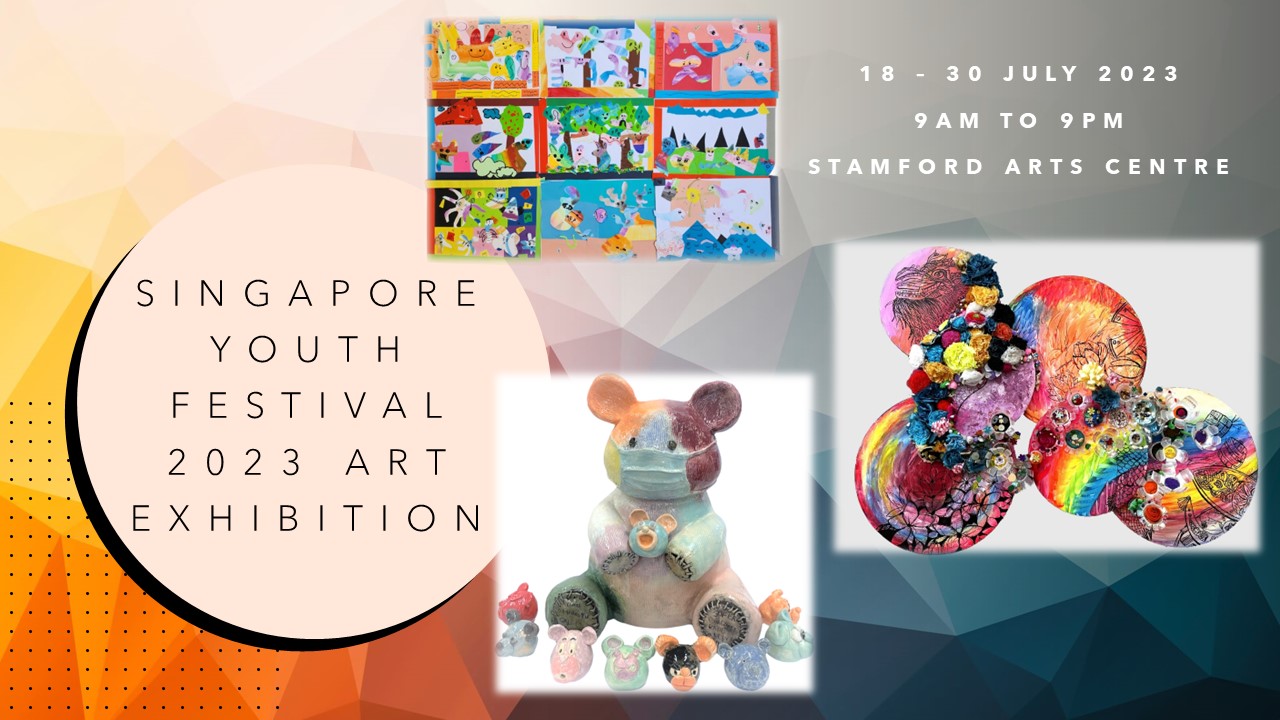 18 - 30 JULY 2023
9AM TO 9PM
STAMFORD ARTS CENTRE
SINGAPORE
YOUTH
FESTIVAL
2023 ART
EXHIBITION